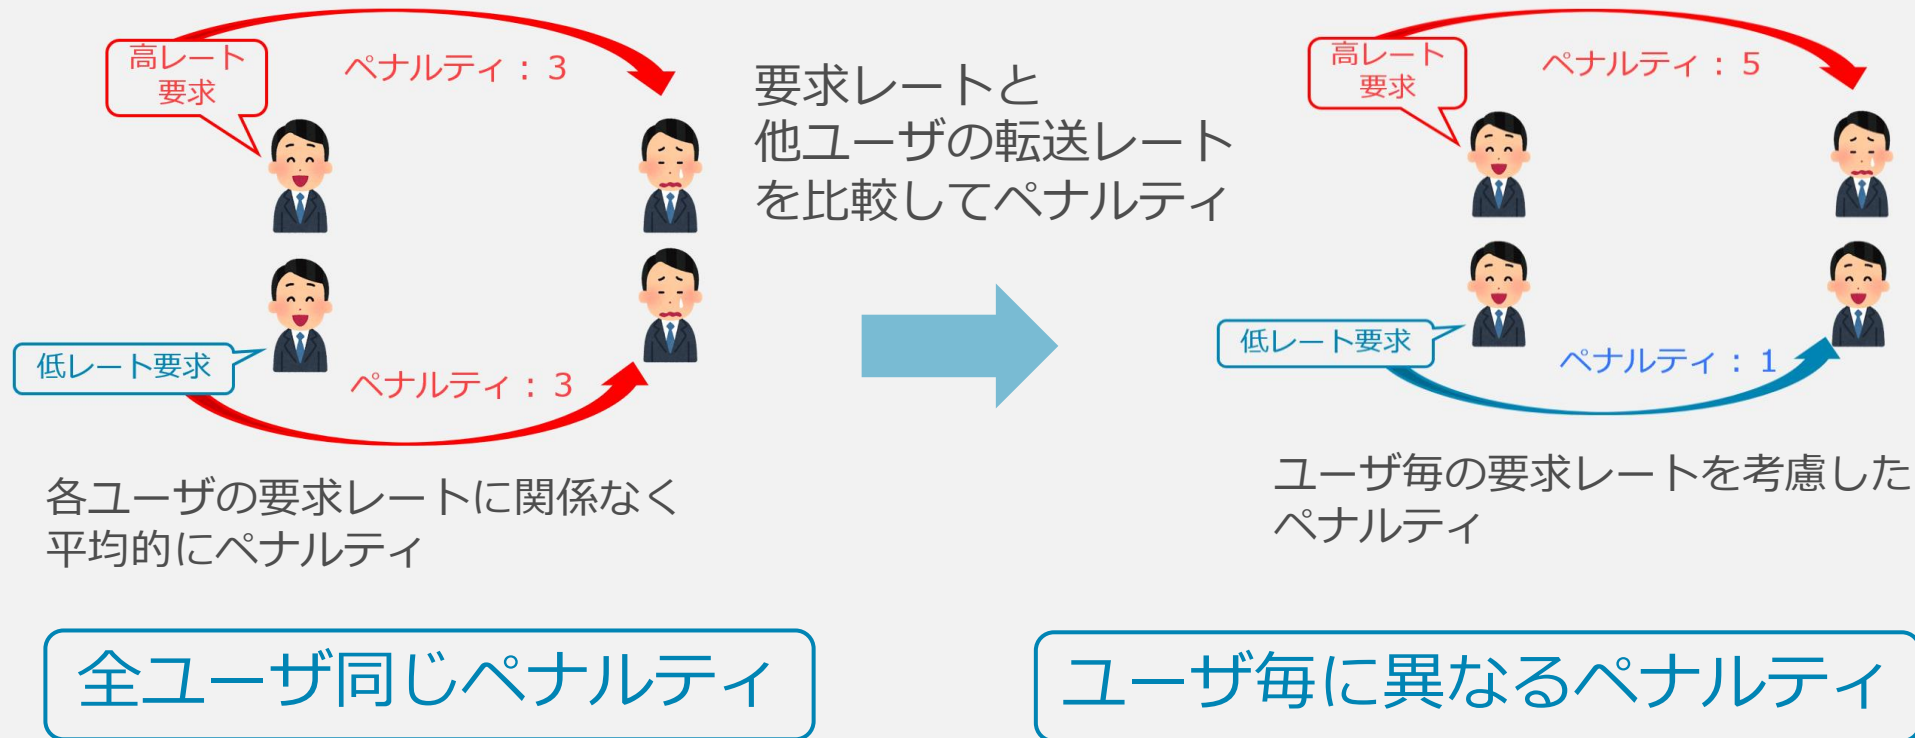 高レート
要求
ペナルティ：3
低レート要求
ペナルティ：3
各ユーザの要求レートに関係なく
平均的にペナルティ
全ユーザ同じペナルティ
要求レートと
他ユーザの転送レート
を比較してペナルティ
高レート
要求
ペナルティ：5
低レート要求
ペナルティ：1
ユーザ毎の要求レートを考慮した
ペナルティ
ユーザ毎に異なるペナルティ